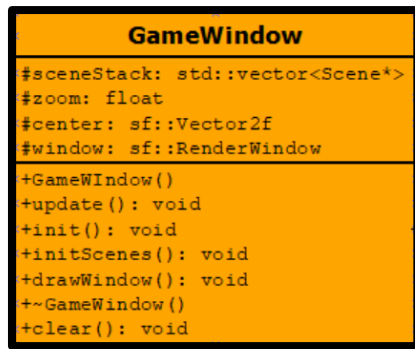 GameWindow
#sceneStack: std::vector<Scene*>
#zoom: float
#center: sf::Vector2f
#window: sf::RenderWindow
+GameWIndow()
+update(): void
+init(): void
+initScenes(): void
+drawWindow(): void
+~GameWindow()
+clear(): void